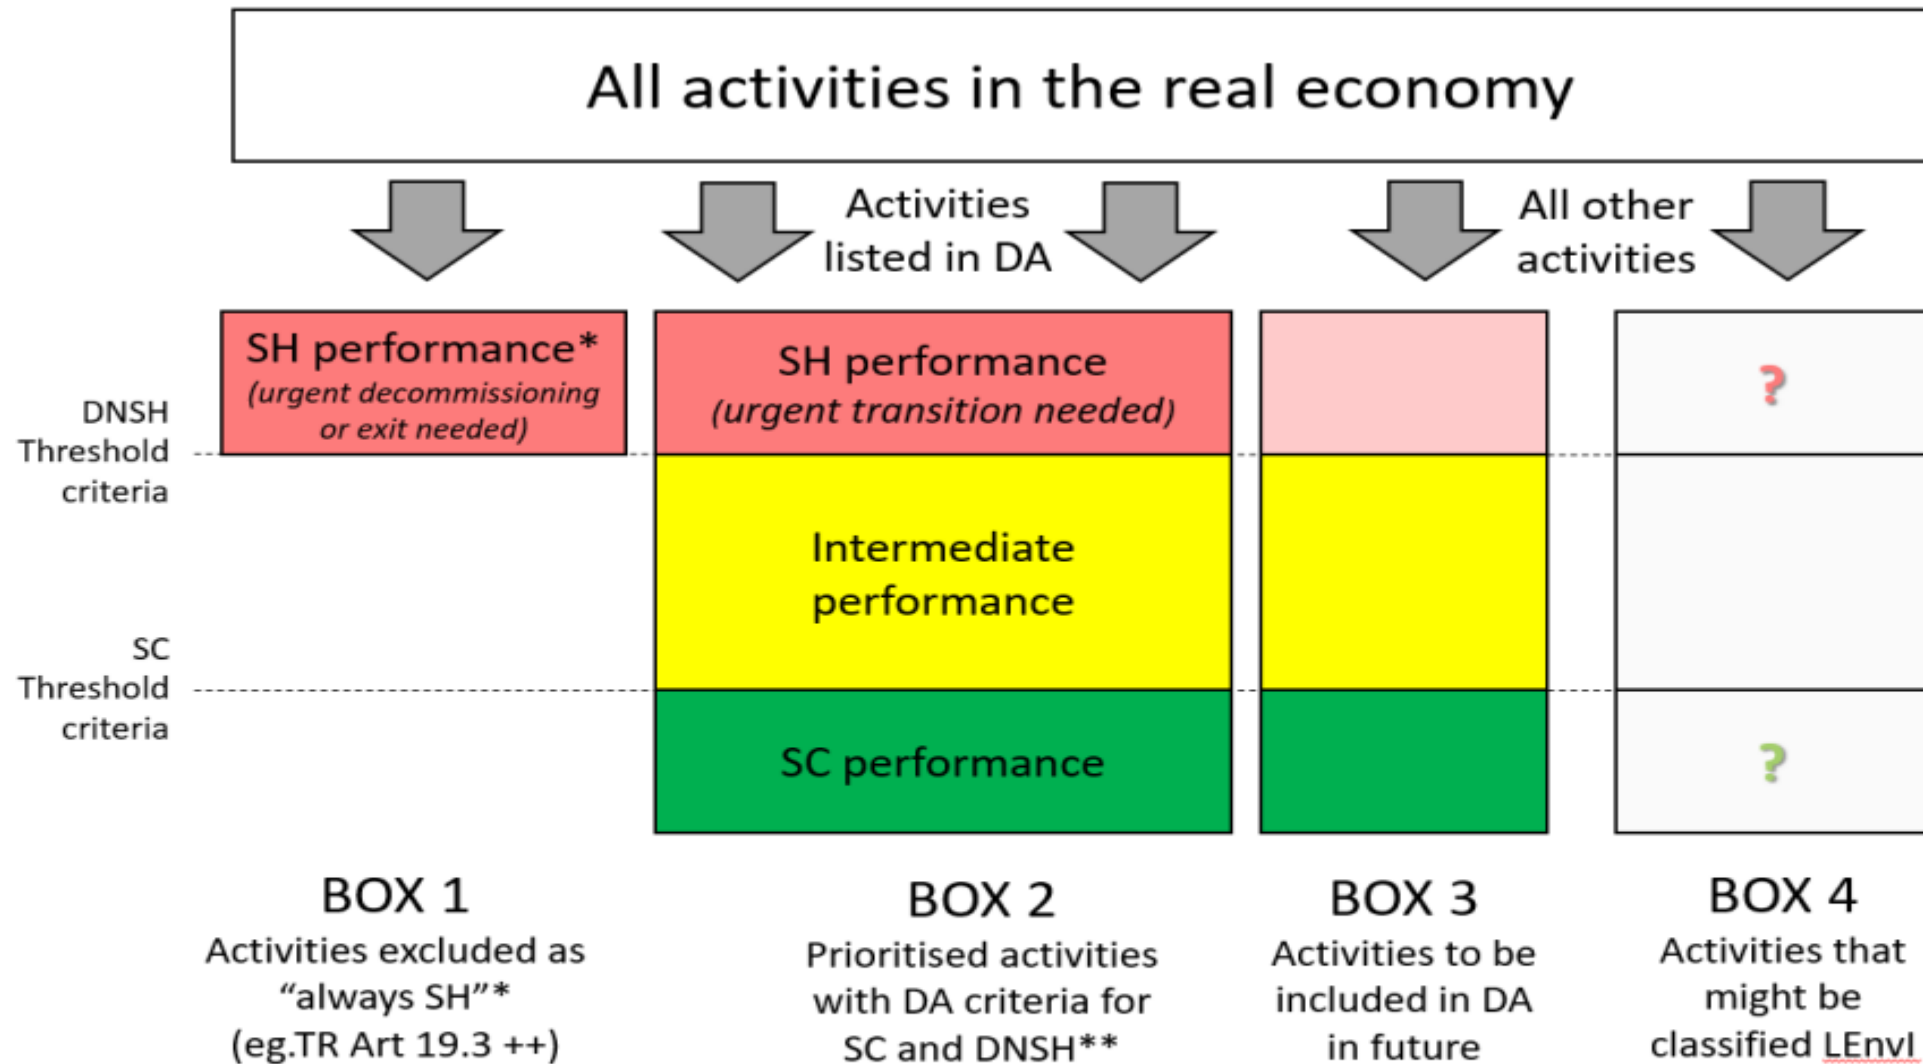 All activities in the real economy
Activities
listed in DA
All other
activities
SH performance*
(urgent decommissioning
or exit needed)
SH performance
(urgent transition needed)
?
DNSH
Threshold
criteria
Intermediate
performance
SC
Threshold
criteria
SC performance
?
BOX 1
Activities excluded as
“always SH”*
(eg.TR Art 19.3 ++)
BOX 2
Prioritised activities
with DA criteria for
SC and DNSH**
BOX 3
Activities to be
included in DA
in future
BOX 4
Activities that
might be
classified LEnvI